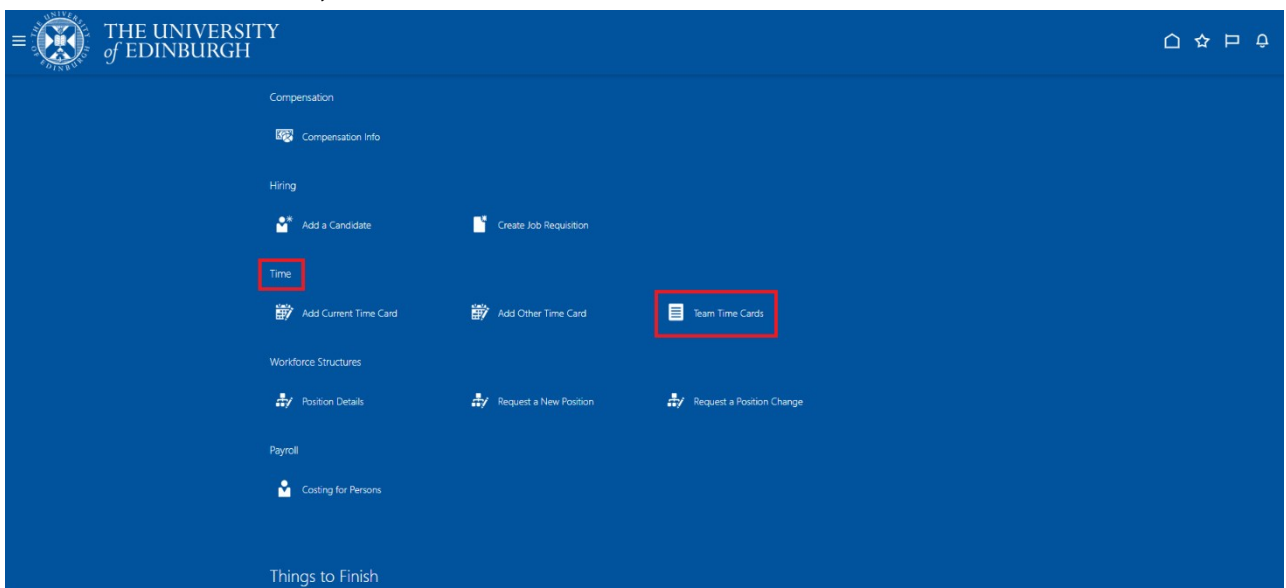 THE UNIVERSITY
of EDINBURGH
Compensation
Compensation Info
Hiring
Add a Candidate
Create Job Requisition
Time
Add Current Time Card
Add Other Time Card
Team Time Cards
Workforce Structures
Position Details
Request a New Position
Request a Position Change
Payroll
Costing for Persons
Things to Finish